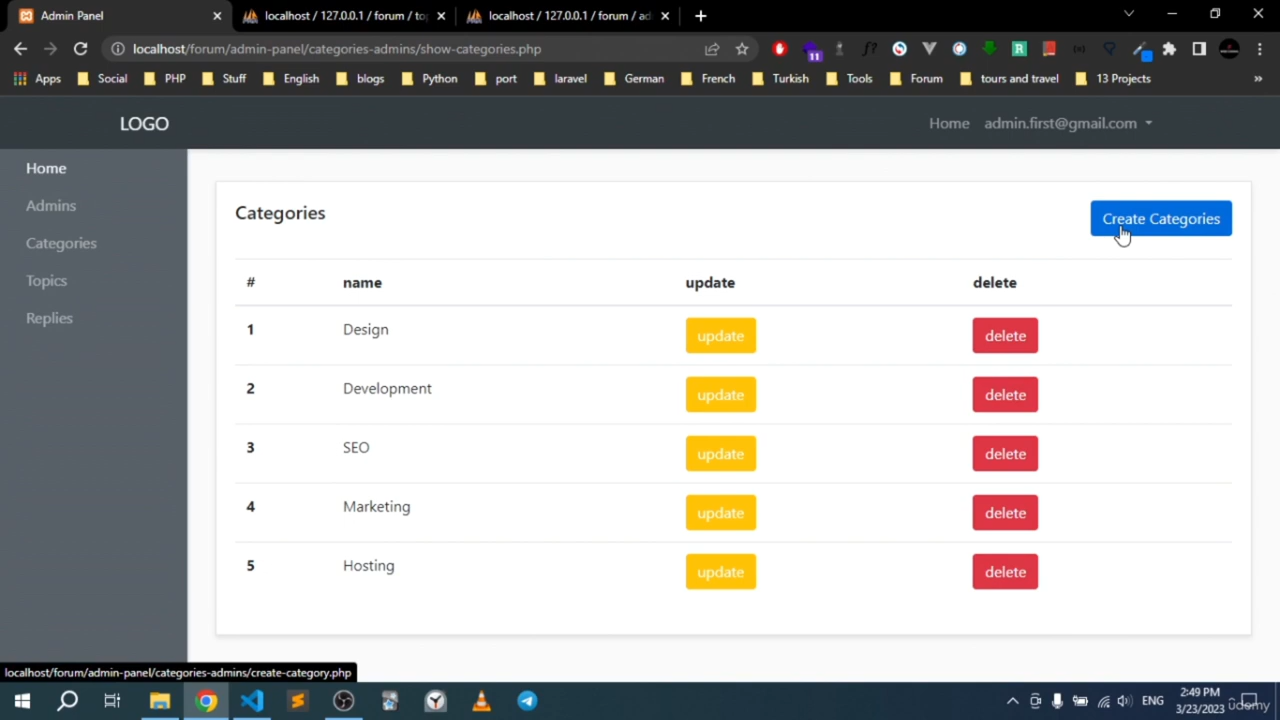 Admin Panel
localhost / 127.0.0.1 / forum / to
localhost / 127.0.0.1 / forum / ad
localhost/forum/admin-panel/categories-admins/show-categories.php
11
Apps Social PHP Stuff English blogs Python port laravel German French Turkish Tools Forum tours and travel 13 Projects »
LOGO
Home admin.first@gmail.com
Home
Admins
Categories
Topics
Replies
Categories
Create Categories
# name update delete
1 Design update delete
2 Development update delete
3 SEO update delete
4 Marketing update delete
5 Hosting update delete
localhost/forum/admin-panel/categories-admins/create-category.php
ENG
2:49 PM
3/23/2023
ûdemy